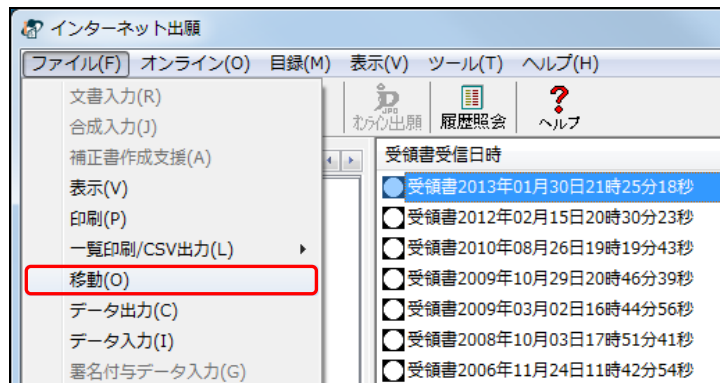 インターネット出願
ファイル(F) オンライン(O) 目録(M) 表示(V) ツール(T) ヘルプ(H)
文書入力(R)
合成入力(J)
補正書作成支援(A)
表示(V)
印刷(P)
一覧印刷/CSV出力(L)
移動(O)
データ出力(C)
データ入力(I)
署名付与データ入力(G)
JPO
オンライン出願 履歴照会 ヘルプ
受領書受信日時
受領書2013年01月30日21時25分18秒
受領書2012年02月15日20時30分23秒
受領書2010年08月26日19時19分43秒
受領書2009年10月29日20時46分39秒
受領書2009年03月02日16時44分56秒
受領書2008年10月03日17時51分41秒
受領書2006年11月24日11時42分54秒